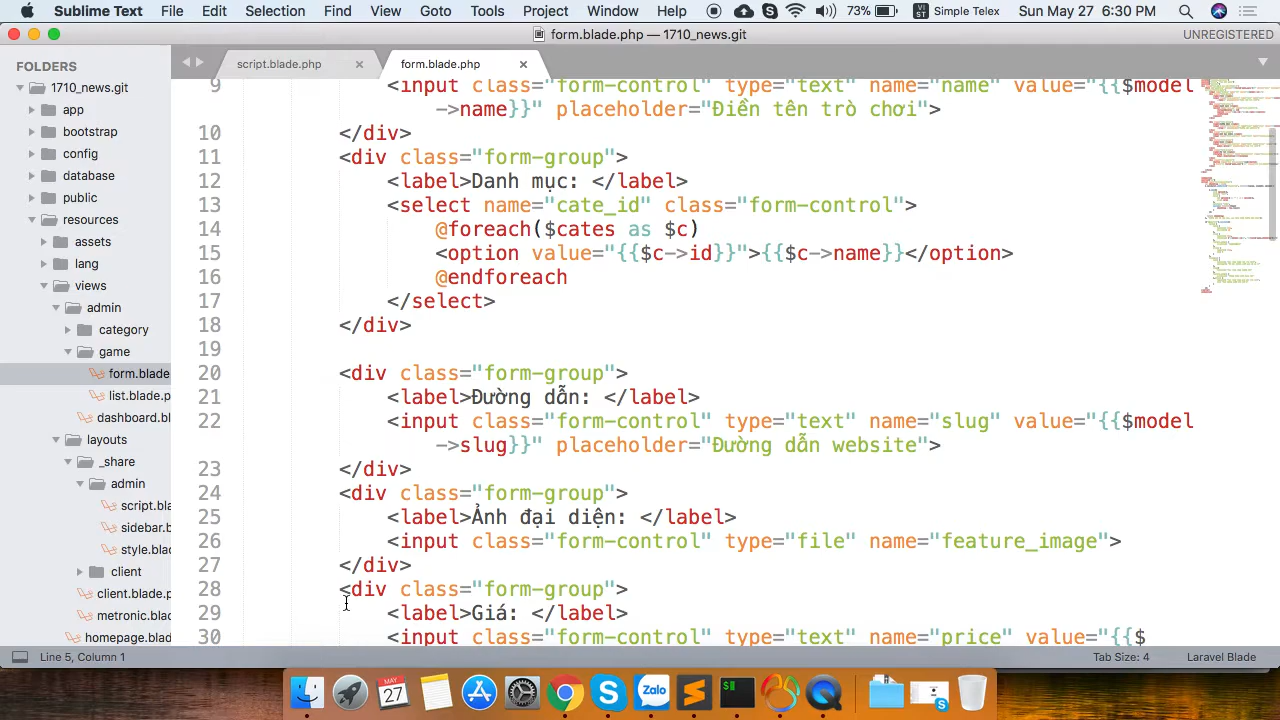 Sublime Text File Edit Selection Find View Goto Tools Project Window Help 73% VI ST Simple Telex Sun May 27 6:30 PM
form.blade.php — 1710_news.git UNREGISTERED
FOLDERS
1710_news.git
app
bootstrap
config
database
public
resources
assets
lang
views
admin
category
game
form.blade
list.blade.p
dashboard.bl
layouts
_share
admin
script.bla
sidebar.b
style.blad
client
client.blade.p
metronic.bla
homepage.blad
script.blade.php form.blade.php
9 <input class="form-control" type="text" name="name" value="{{$model
->name}}" placeholder="Điền tên trò chơi">
10 </div>
11 <div class="form-group">
12 <label>Danh mục: </label>
13 <select name="cate_id" class="form-control">
14 @foreach($cates as $c)
15 <option value="{{$c->id}}">{{$c->name}}</option>
16 @endforeach
17 </select>
18 </div>
19
20 <div class="form-group">
21 <label>Đường dẫn: </label>
22 <input class="form-control" type="text" name="slug" value="{{$model
->slug}}" placeholder="Đường dẫn website">
23 </div>
24 <div class="form-group">
25 <label>Ảnh đại diện: </label>
26 <input class="form-control" type="file" name="feature_image">
27 </div>
28 <div class="form-group">
29 <label>Giá: </label>
30 <input class="form-control" type="text" name="price" value="{{$
Line 5, Column 1 Tab Size: 4 Laravel Blade
MAY
27
Zalo
$